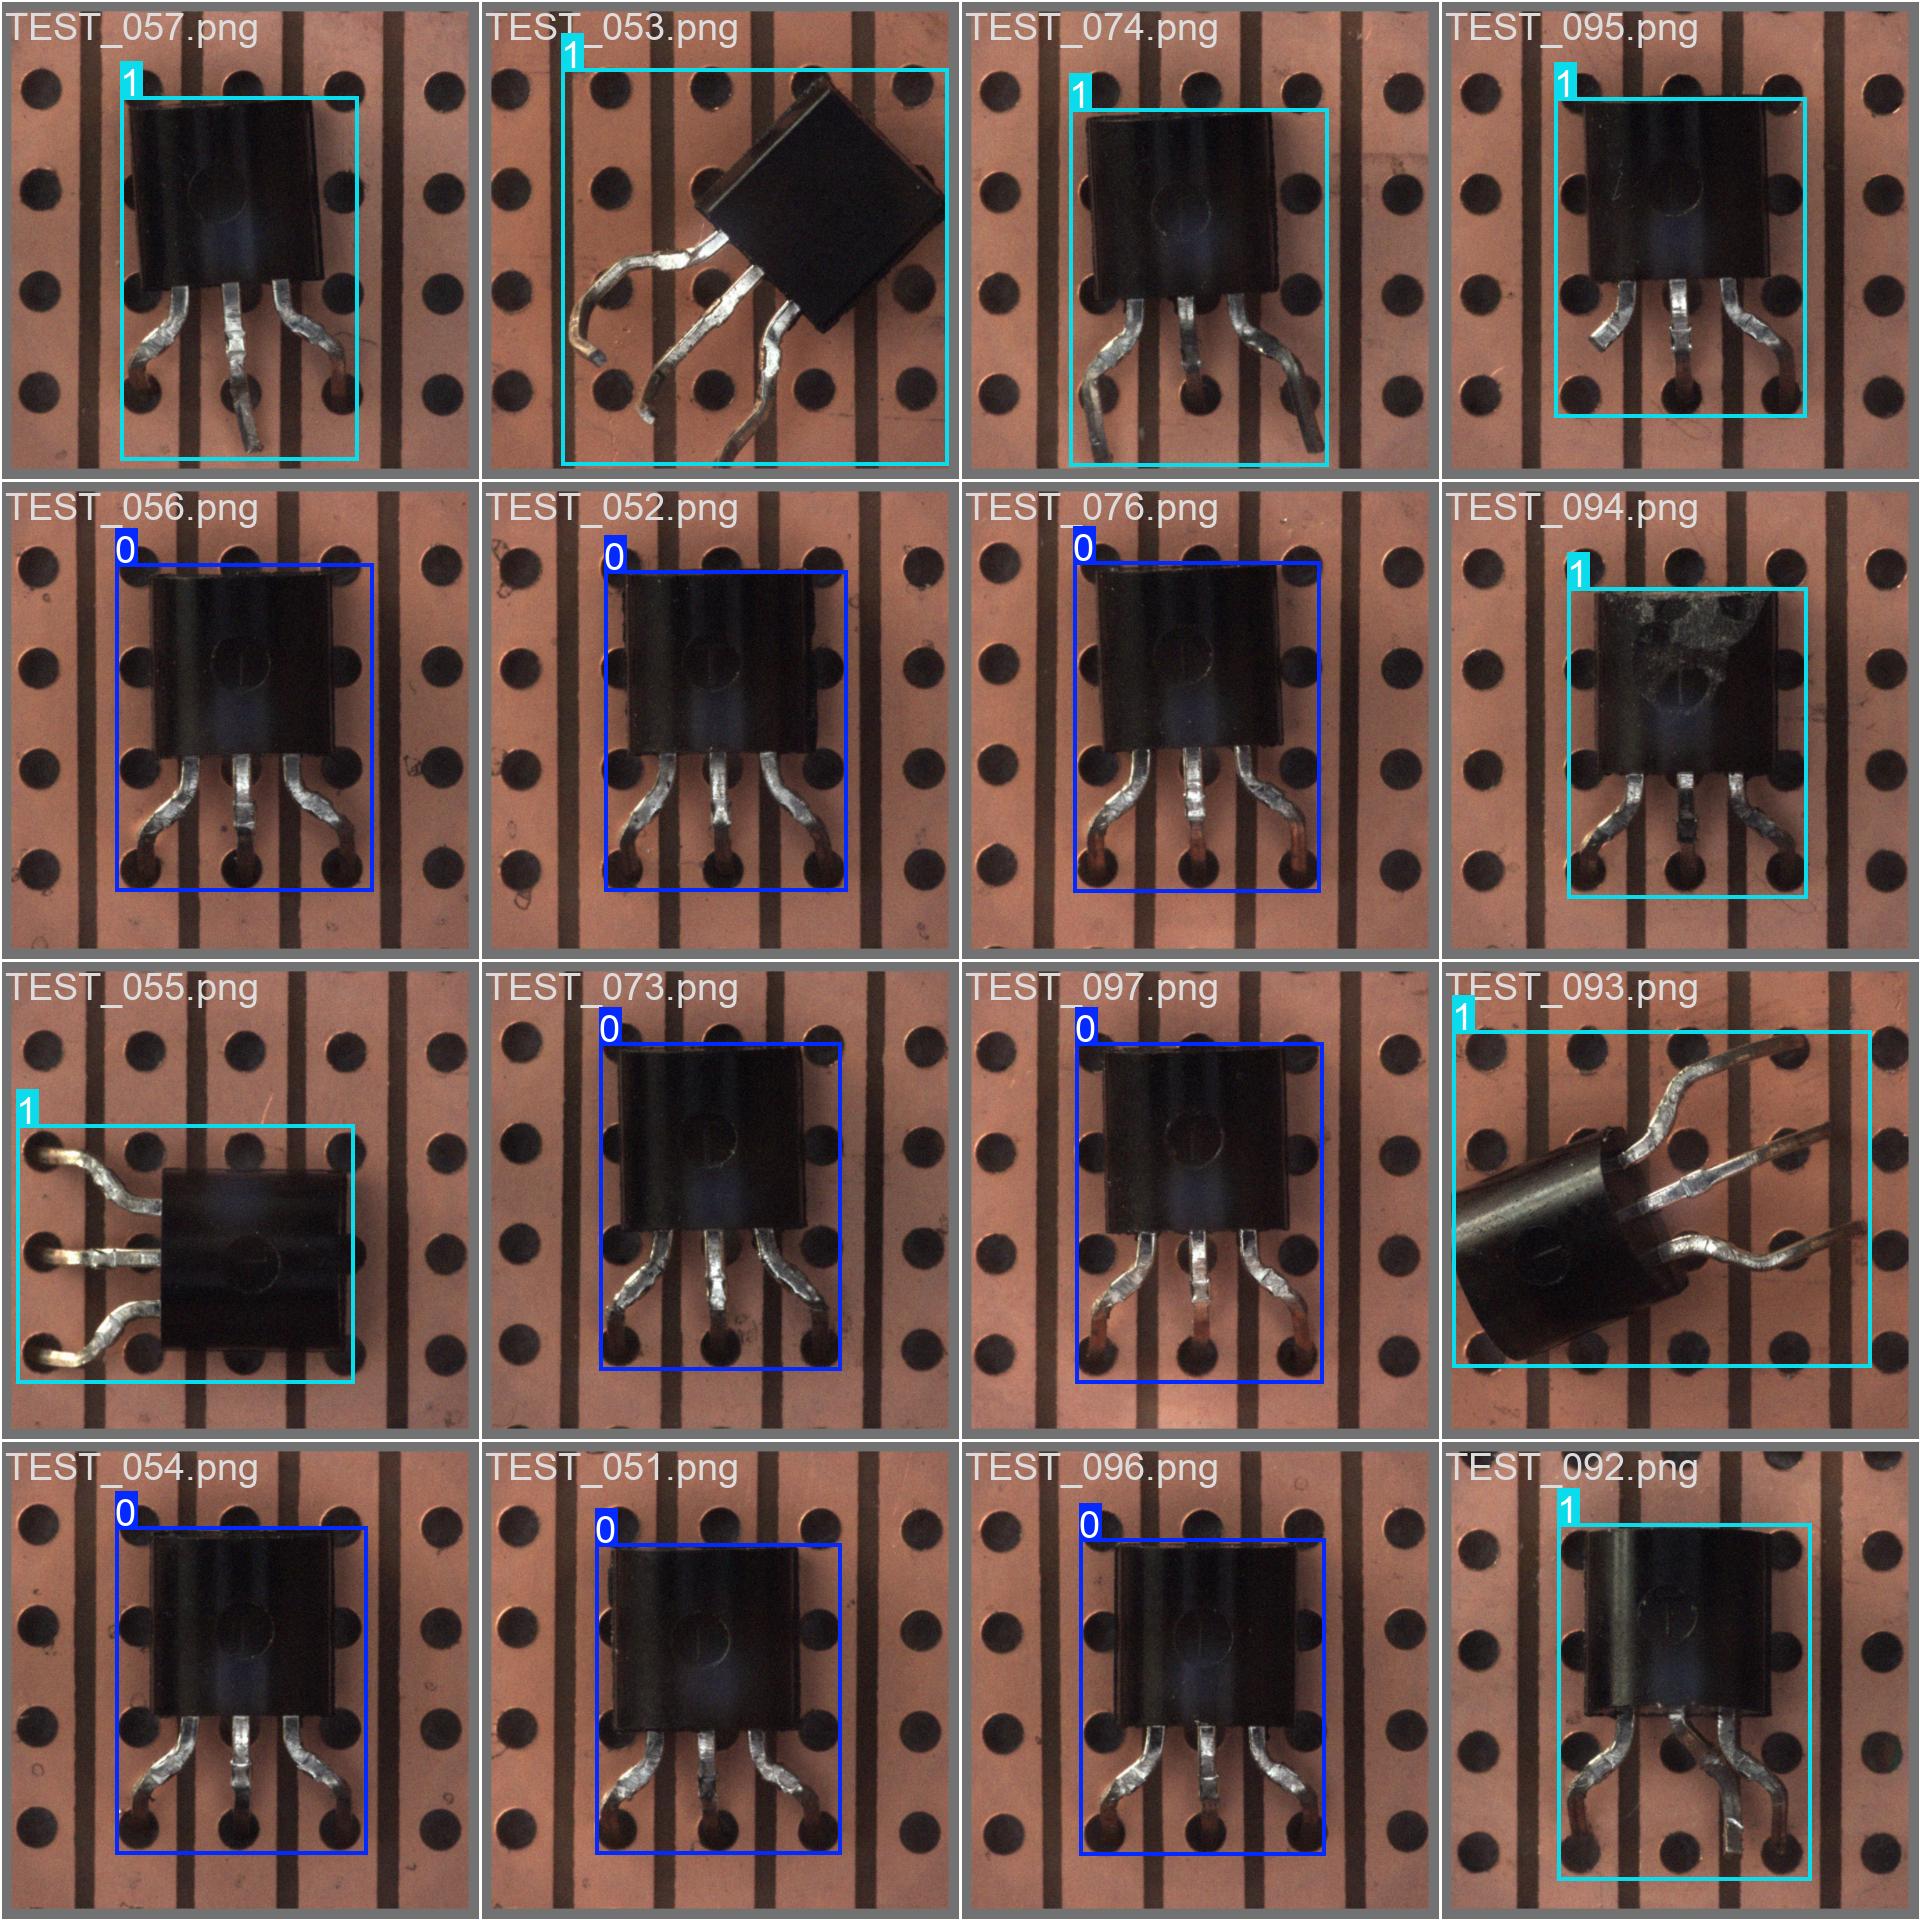 TEST_057.png
1
TEST_053.png
1
TEST_074.png
1
TEST_095.png
1
TEST_056.png
0
TEST_052.png
0
TEST_076.png
0
TEST_094.png
1
TEST_055.png
1
TEST_073.png
0
TEST_097.png
0
TEST_093.png
1
TEST_054.png
0
TEST_051.png
0
TEST_096.png
0
TEST_092.png
1